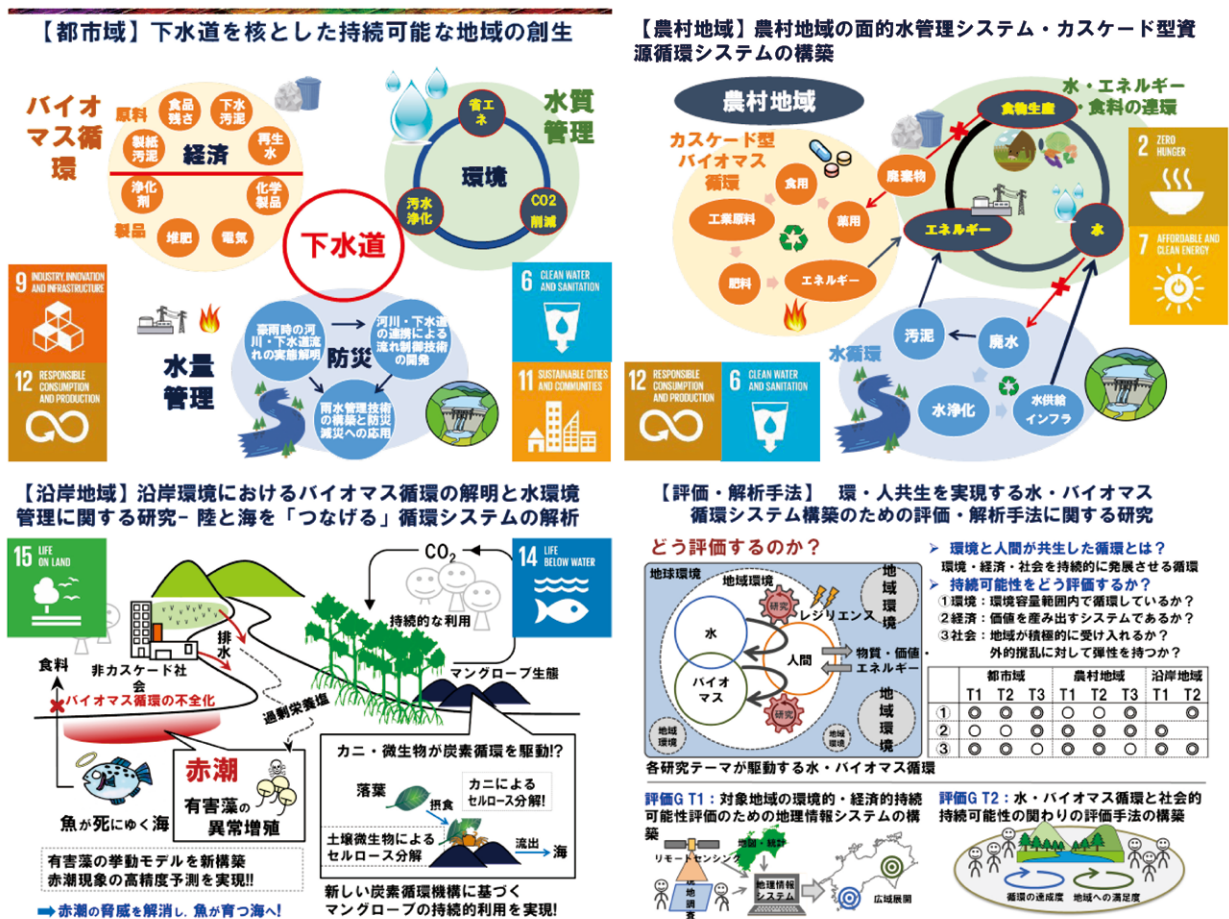 【都市域】下水道を核とした持続可能な地域の創生
バイオ
マス循
環
原料
食品
残さ
下水
汚泥
製紙
汚泥
再生
水
経済
浄化
剤
化学
製品
製品
堆肥
電気
水質
管理
省エ
ネ
環境
汚水
浄化
CO2
削減
下水道
9 INDUSTRY, INNOVATION
AND INFRASTRUCTURE
12 RESPONSIBLE
CONSUMPTION
AND PRODUCTION
6 CLEAN WATER
AND SANITATION
11 SUSTAINABLE CITIES
AND COMMUNITIES
水量
管理
豪雨時の河
川・下水道流
れの実態解明
防災
河川・下水道
の連携による
流れ制御技術
の開発
雨水管理技術
の構築と防災
減災への応用
【農村地域】農村地域の面的水管理システム・カスケード型資
源循環システムの構築
農村地域
カスケード型
バイオマス
循環
食用
工業原料
薬用
肥料
エネルギー
廃棄物
水・エネルギー
・食料の連環
食物生産
エネルギー
水
2 ZERO
HUNGER
7 AFFORDABLE AND
CLEAN ENERGY
水循環
汚泥
廃水
水浄化
水供給
インフラ
12 RESPONSIBLE
CONSUMPTION
AND PRODUCTION
6 CLEAN WATER
AND SANITATION
【沿岸地域】沿岸環境におけるバイオマス循環の解明と水環境
管理に関する研究- 陸と海を「つなげる」循環システムの解析
15 LIFE
ON LAND
14 LIFE
BELOW WATER
CO2
持続的な利用
排水
食料
非カスケード社
会
バイオマス循環の不全化
過剰栄養塩
マングローブ生態
赤潮
有害藻の
異常増殖
魚が死にゆく海
カニ・微生物が炭素循環を駆動!?
落葉
摂食
カニによる
セルロース分解!
土壌微生物による
セルロース分解
流出
海
有害藻の挙動モデルを新構築
赤潮現象の高精度予測を実現!!
赤潮の脅威を解消し、魚が育つ海へ!
新しい炭素循環機構に基づく
マングローブの持続的利用を実現!
【評価・解析手法】 環・人共生を実現する水・バイオマス
循環システム構築のための評価・解析手法に関する研究
どう評価するのか?
地球環境
地域環境
研究
レジリエンス
地域環境
水
人間
物質・価値・
エネルギー
バイオ
マス
研究
地域環境
地域
環境
地域
環境
各研究テーマが駆動する水・バイオマス循環
➢ 環境と人間が共生した循環とは?
環境・経済・社会を持続的に発展させる循環
➢ 持続可能性をどう評価するか?
①環境:環境容量範囲内で循環しているか?
②経済:価値を産み出すシステムであるか?
③社会:地域が積極的に受け入れるか?
外的撹乱に対して弾性を持つか?
都市域 農村地域 沿岸地域
T1 T2 T3 T1 T2 T3 T1 T2
① ◎ ◎ ◎ ○ ○ ◎ ◎
② ○ ○ ◎ ◎ ◎ ◎ ◎
③ ◎ ◎ ○ ◎ ◎ ○ ◎ ◎
評価G T1:対象地域の環境的・経済的持続
可能性評価のための地理情報システムの構
築
リモートセンシング
地図・統計
現地調査
地理情報
システム
広域展開
評価G T2:水・バイオマス循環と社会的
持続可能性の関わりの評価手法の構築
循環の達成度
地域への満足度